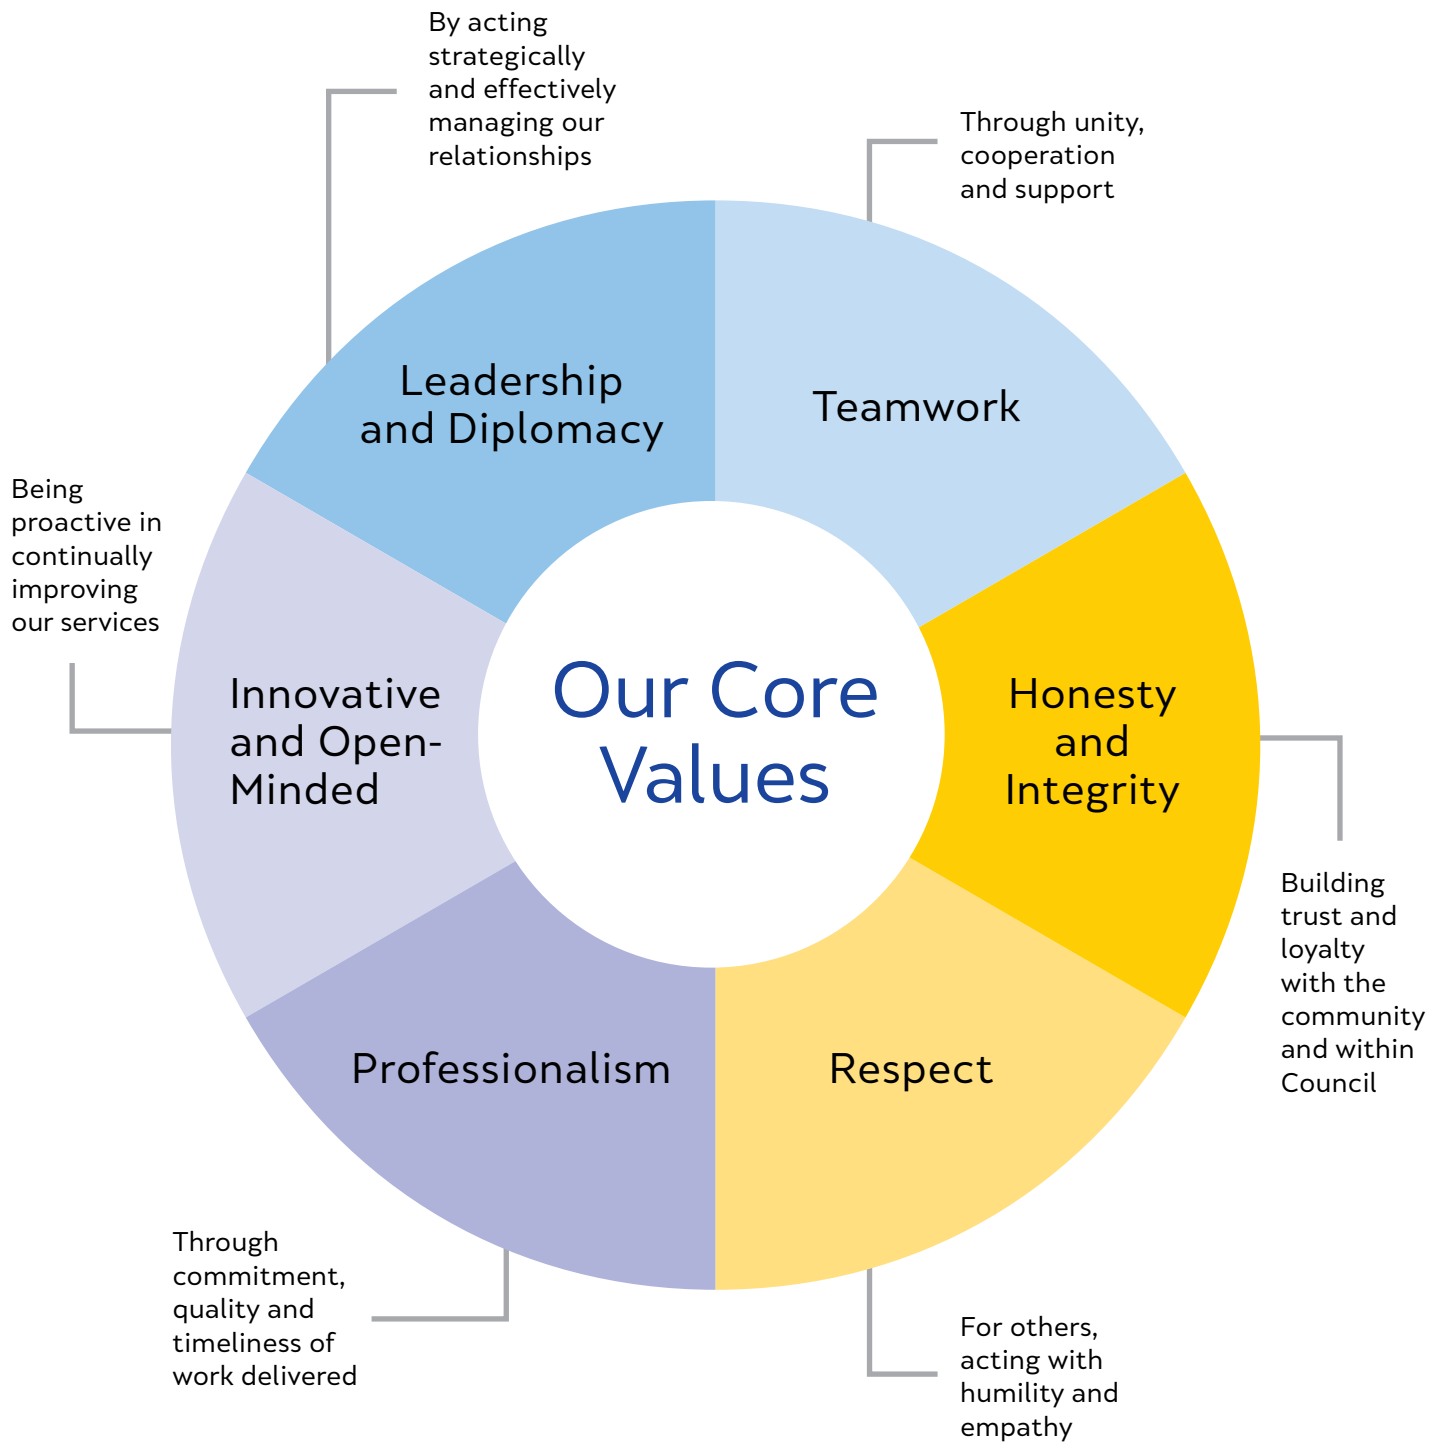 By acting
strategically
and effectively
managing our
relationships
Through unity,
cooperation
and support
Leadership
and Diplomacy
Teamwork
Being
proactive in
continually
improving
our services
Innovative
and Open-
Minded
Our Core
Values
Honesty
and
Integrity
Building
trust and
loyalty
with the
community
and within
Council
Professionalism
Respect
Through
commitment,
quality and
timeliness of
work delivered
For others,
acting with
humility and
empathy